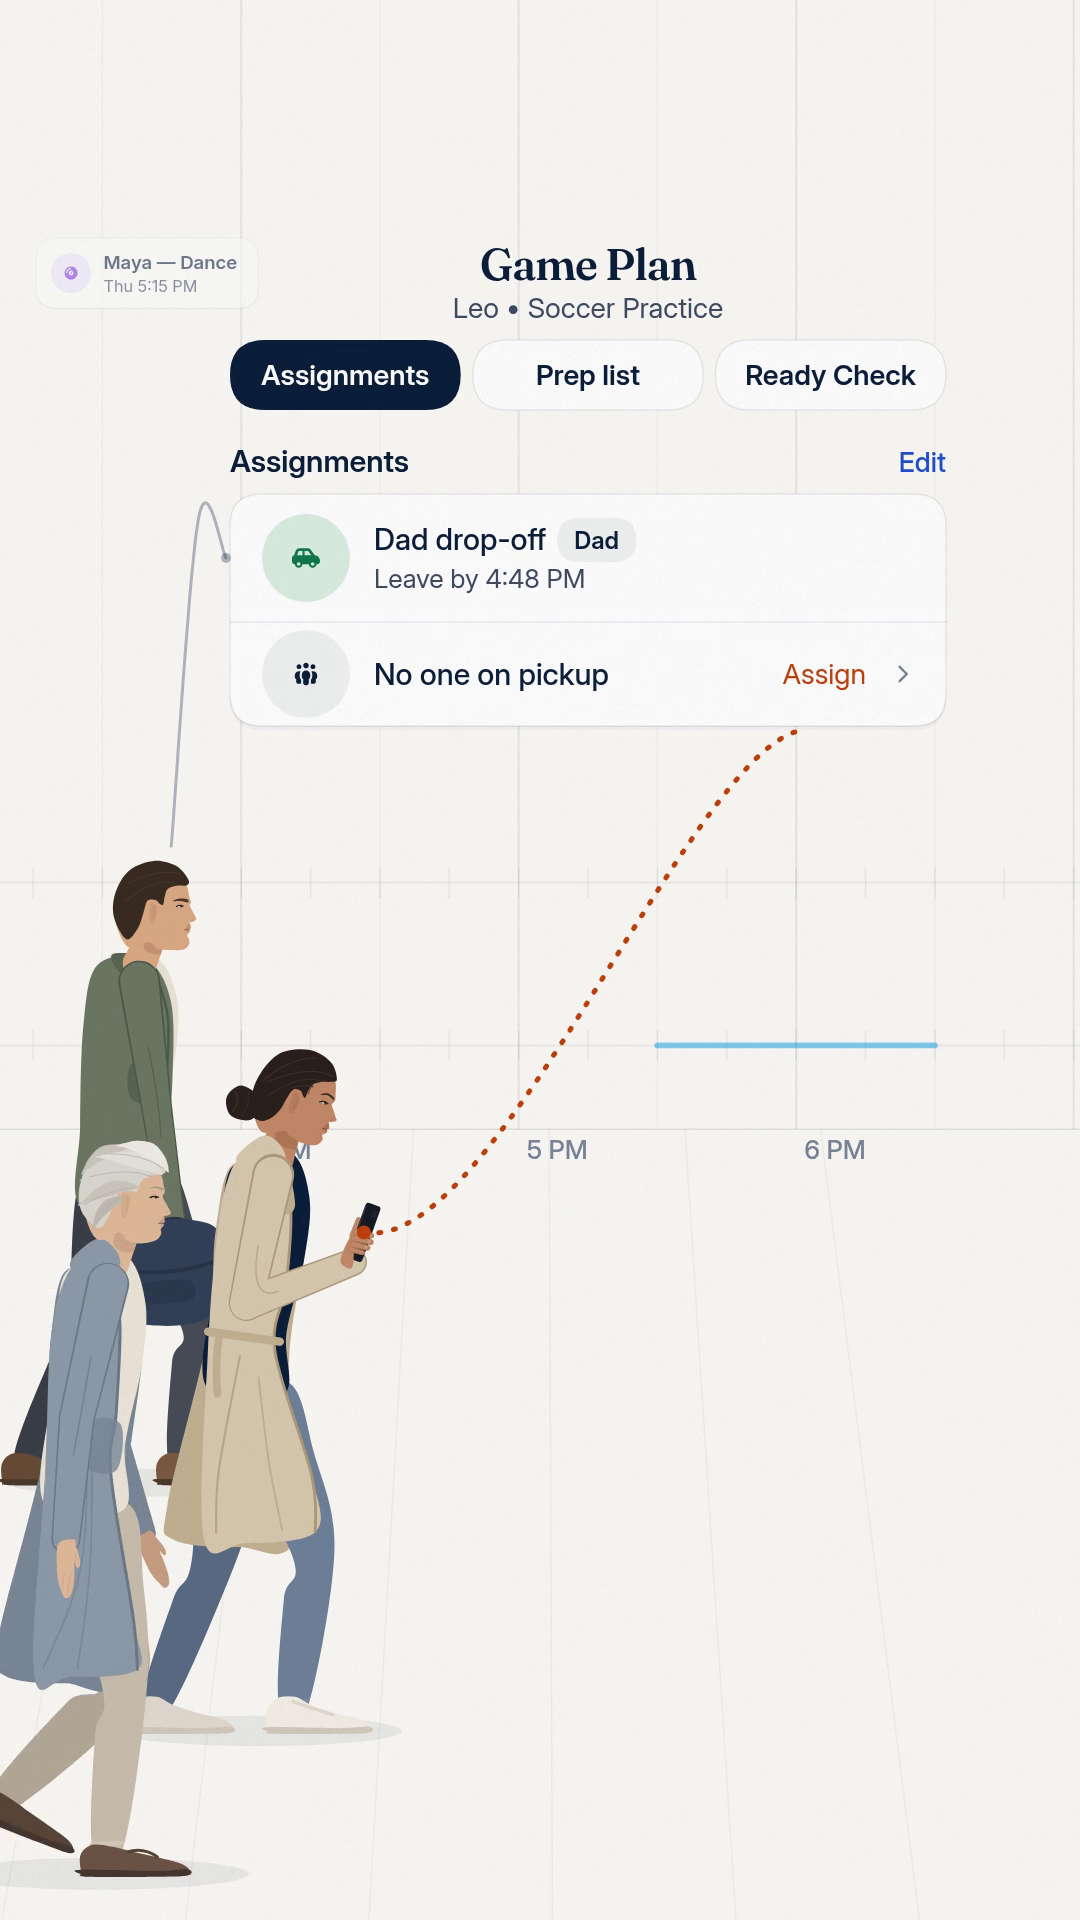 Maya — Dance
Thu 5:15 PM
Game Plan
Leo • Soccer Practice
Assignments
Prep list
Ready Check
Assignments
Edit
Dad drop-off
Dad
Leave by 4:48 PM
No one on pickup
Assign
5 PM
6 PM